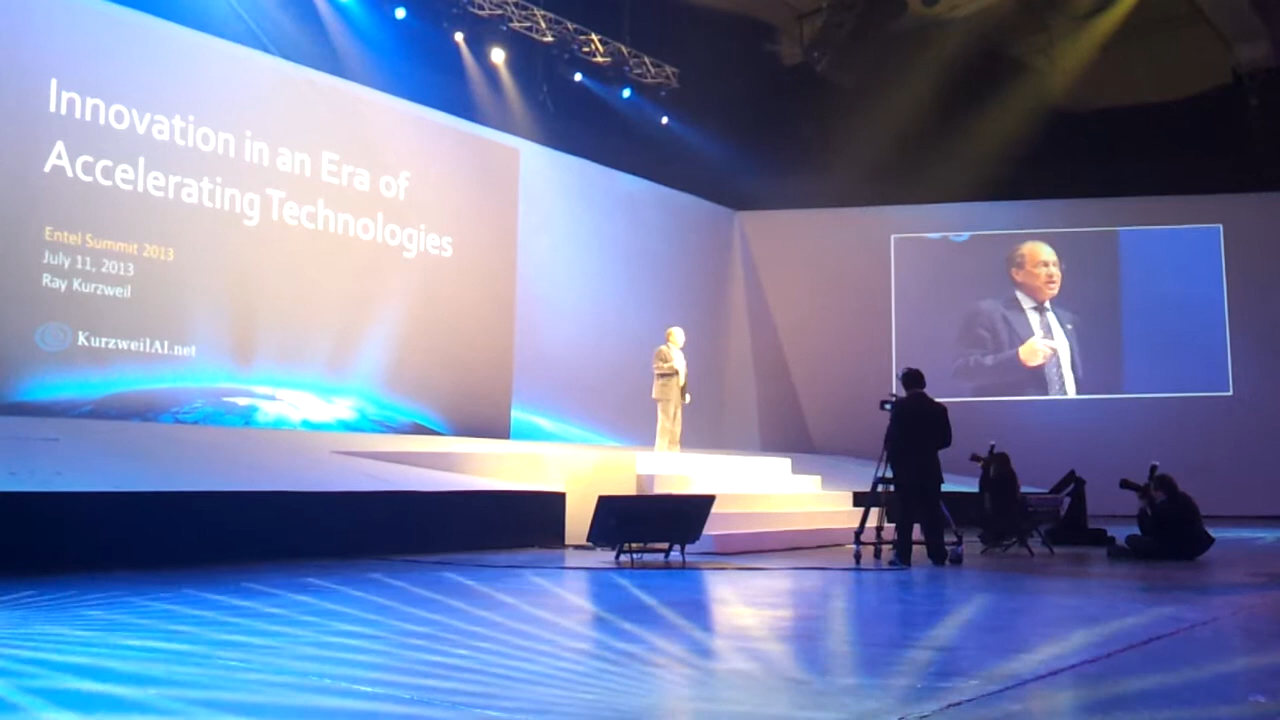 Innovation in an Era of
Accelerating Technologies
Entel Summit 2013
July 11, 2013
Ray Kurzweil
KurzweilAI.net